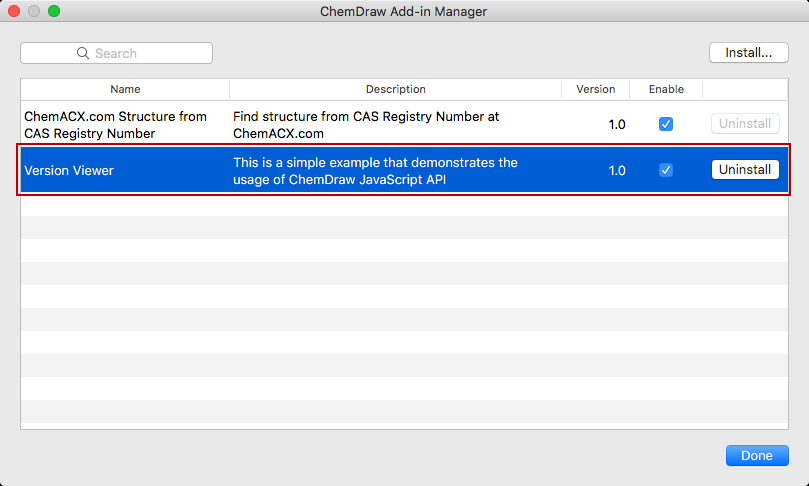 ChemDraw Add-in Manager
Search
Install...
Name Description Version Enable
ChemACX.com Structure from
CAS Registry Number
Find structure from CAS Registry Number at
ChemACX.com
1.0
Uninstall
Version Viewer
This is a simple example that demonstrates the
usage of ChemDraw JavaScript API
1.0
Uninstall
Done